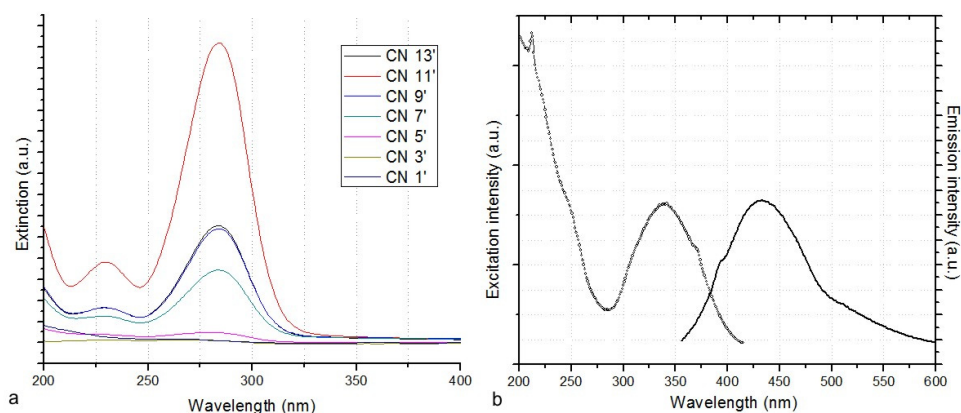 Extinction (a.u.)
CN 13'
CN 11'
CN 9'
CN 7'
CN 5'
CN 3'
CN 1'
200
250
300
350
400
Wavelength (nm)
a
Excitation intensity (a.u.)
Emission intensity (a.u.)
200
250
300
350
400
450
500
550
600
Wavelength (nm)
b